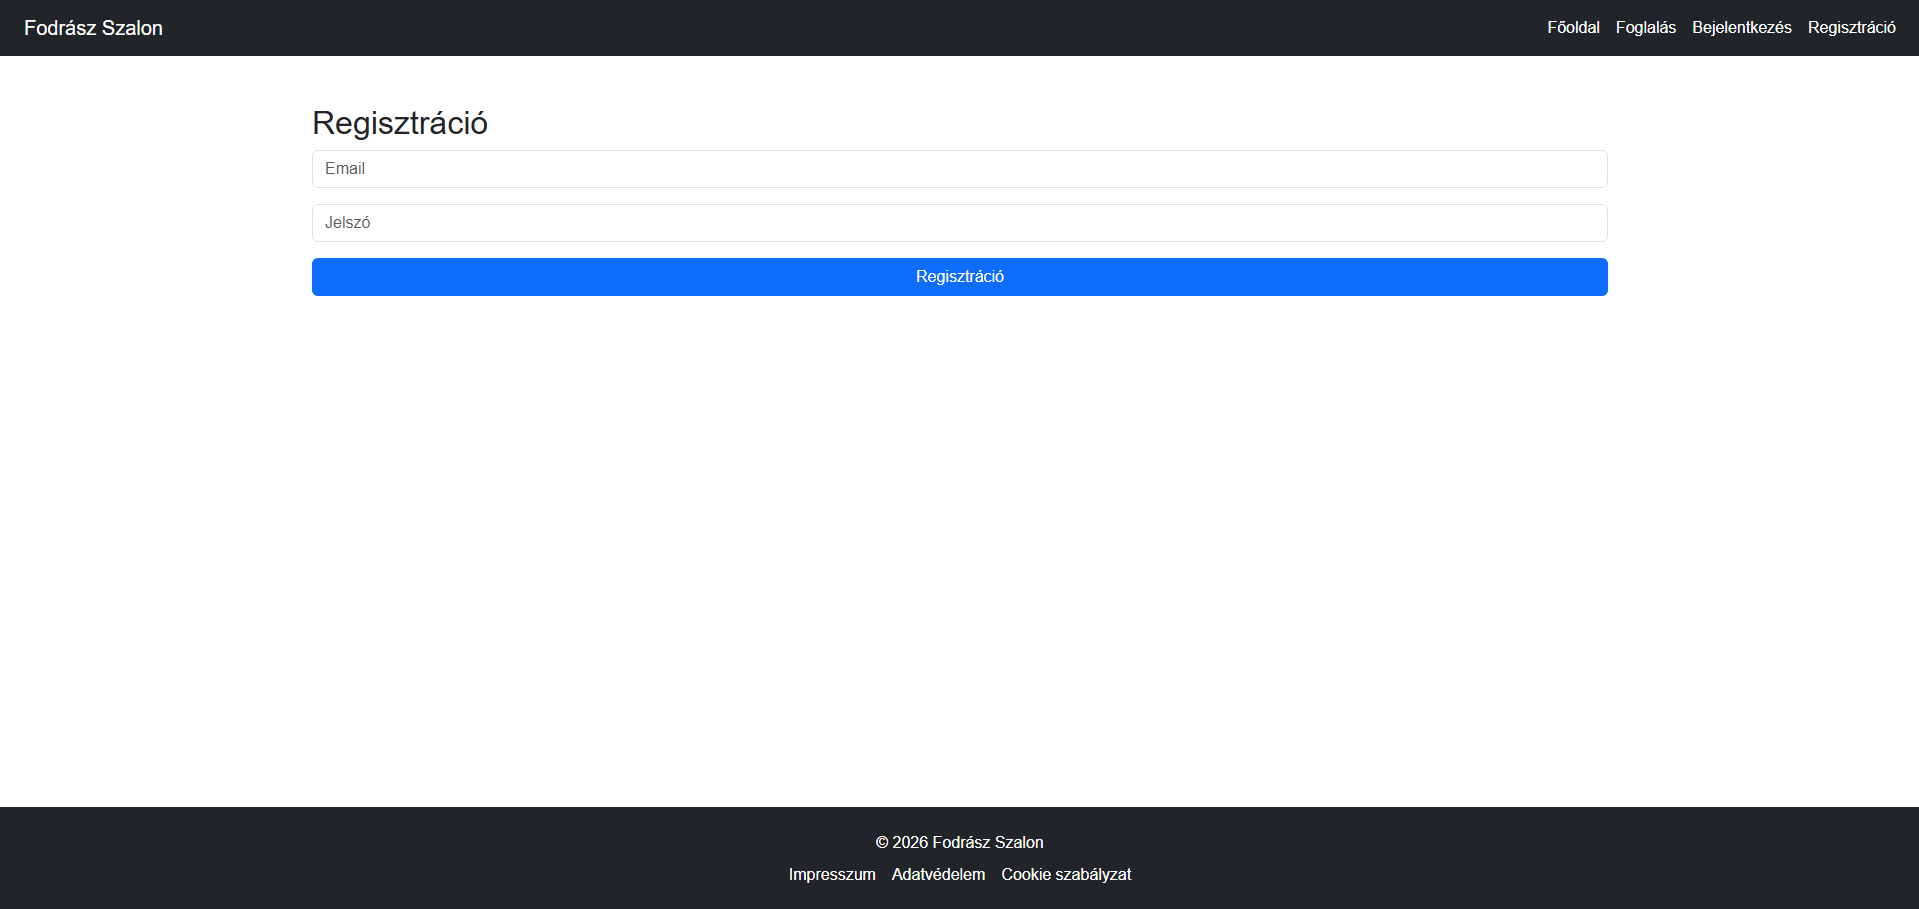 Fodrász Szalon
Főoldal Foglalás Bejelentkezés Regisztráció
Regisztráció
Email
Jelszó
Regisztráció
© 2026 Fodrász Szalon
Impresszum Adatvédelem Cookie szabályzat